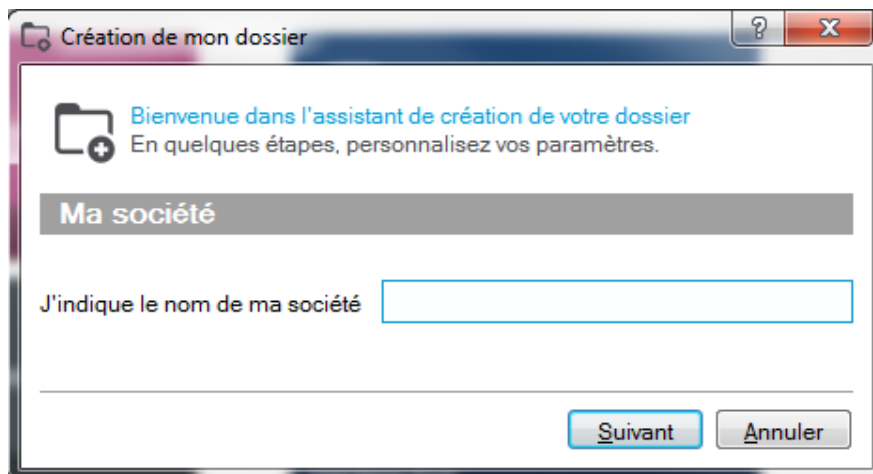 Création de mon dossier
?
X
Bienvenue dans l'assistant de création de votre dossier
En quelques étapes, personnalisez vos paramètres.
Ma société
J'indique le nom de ma société
Suivant
Annuler